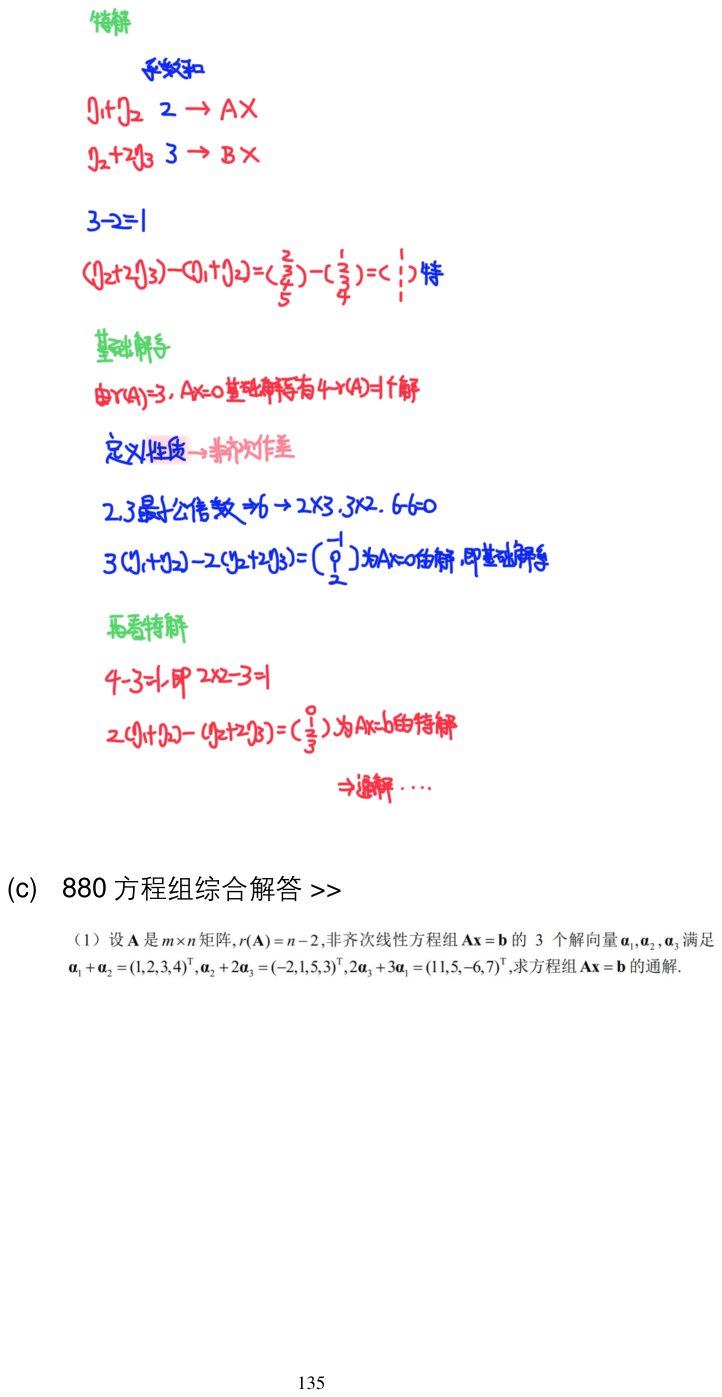 特解
系数和
η₁+η₂ 2 → AX
η₂+2η₃ 3 → BX
3-2=1
(η₂+2η₃)-(η₁+η₂)=(2 3 4 5)-(1 2 3 4)=(1 1 1 1)特
基础解系
由r(A)=3, Ax=0基础解系有4-r(A)=1个解
定义性质→非齐次作差
2.3最小公倍数⇒6→2×3.3×2. 6-6=0
3(η₁+η₂)-2(η₂+2η₃)=(-1 0 1 2)为Ax=0的解,即基础解系
再看特解
4-3=1,即2×2-3=1
2(η₁+η₂)-(η₂+2η₃)=(0 1 2 3)为Ax=b的特解
⇒通解....
(c) 880 方程组综合解答 >>
(1)设 A 是 m×n 矩阵, r(A) = n-2 ,非齐次线性方程组 Ax = b 的 3 个解向量 α₁,α₂,α₃ 满足
α₁+α₂ = (1,2,3,4)ᵀ, α₂+2α₃ = (-2,1,5,3)ᵀ, 2α₃+3α₁ = (11,5,-6,7)ᵀ ,求方程组 Ax = b 的通解.
135